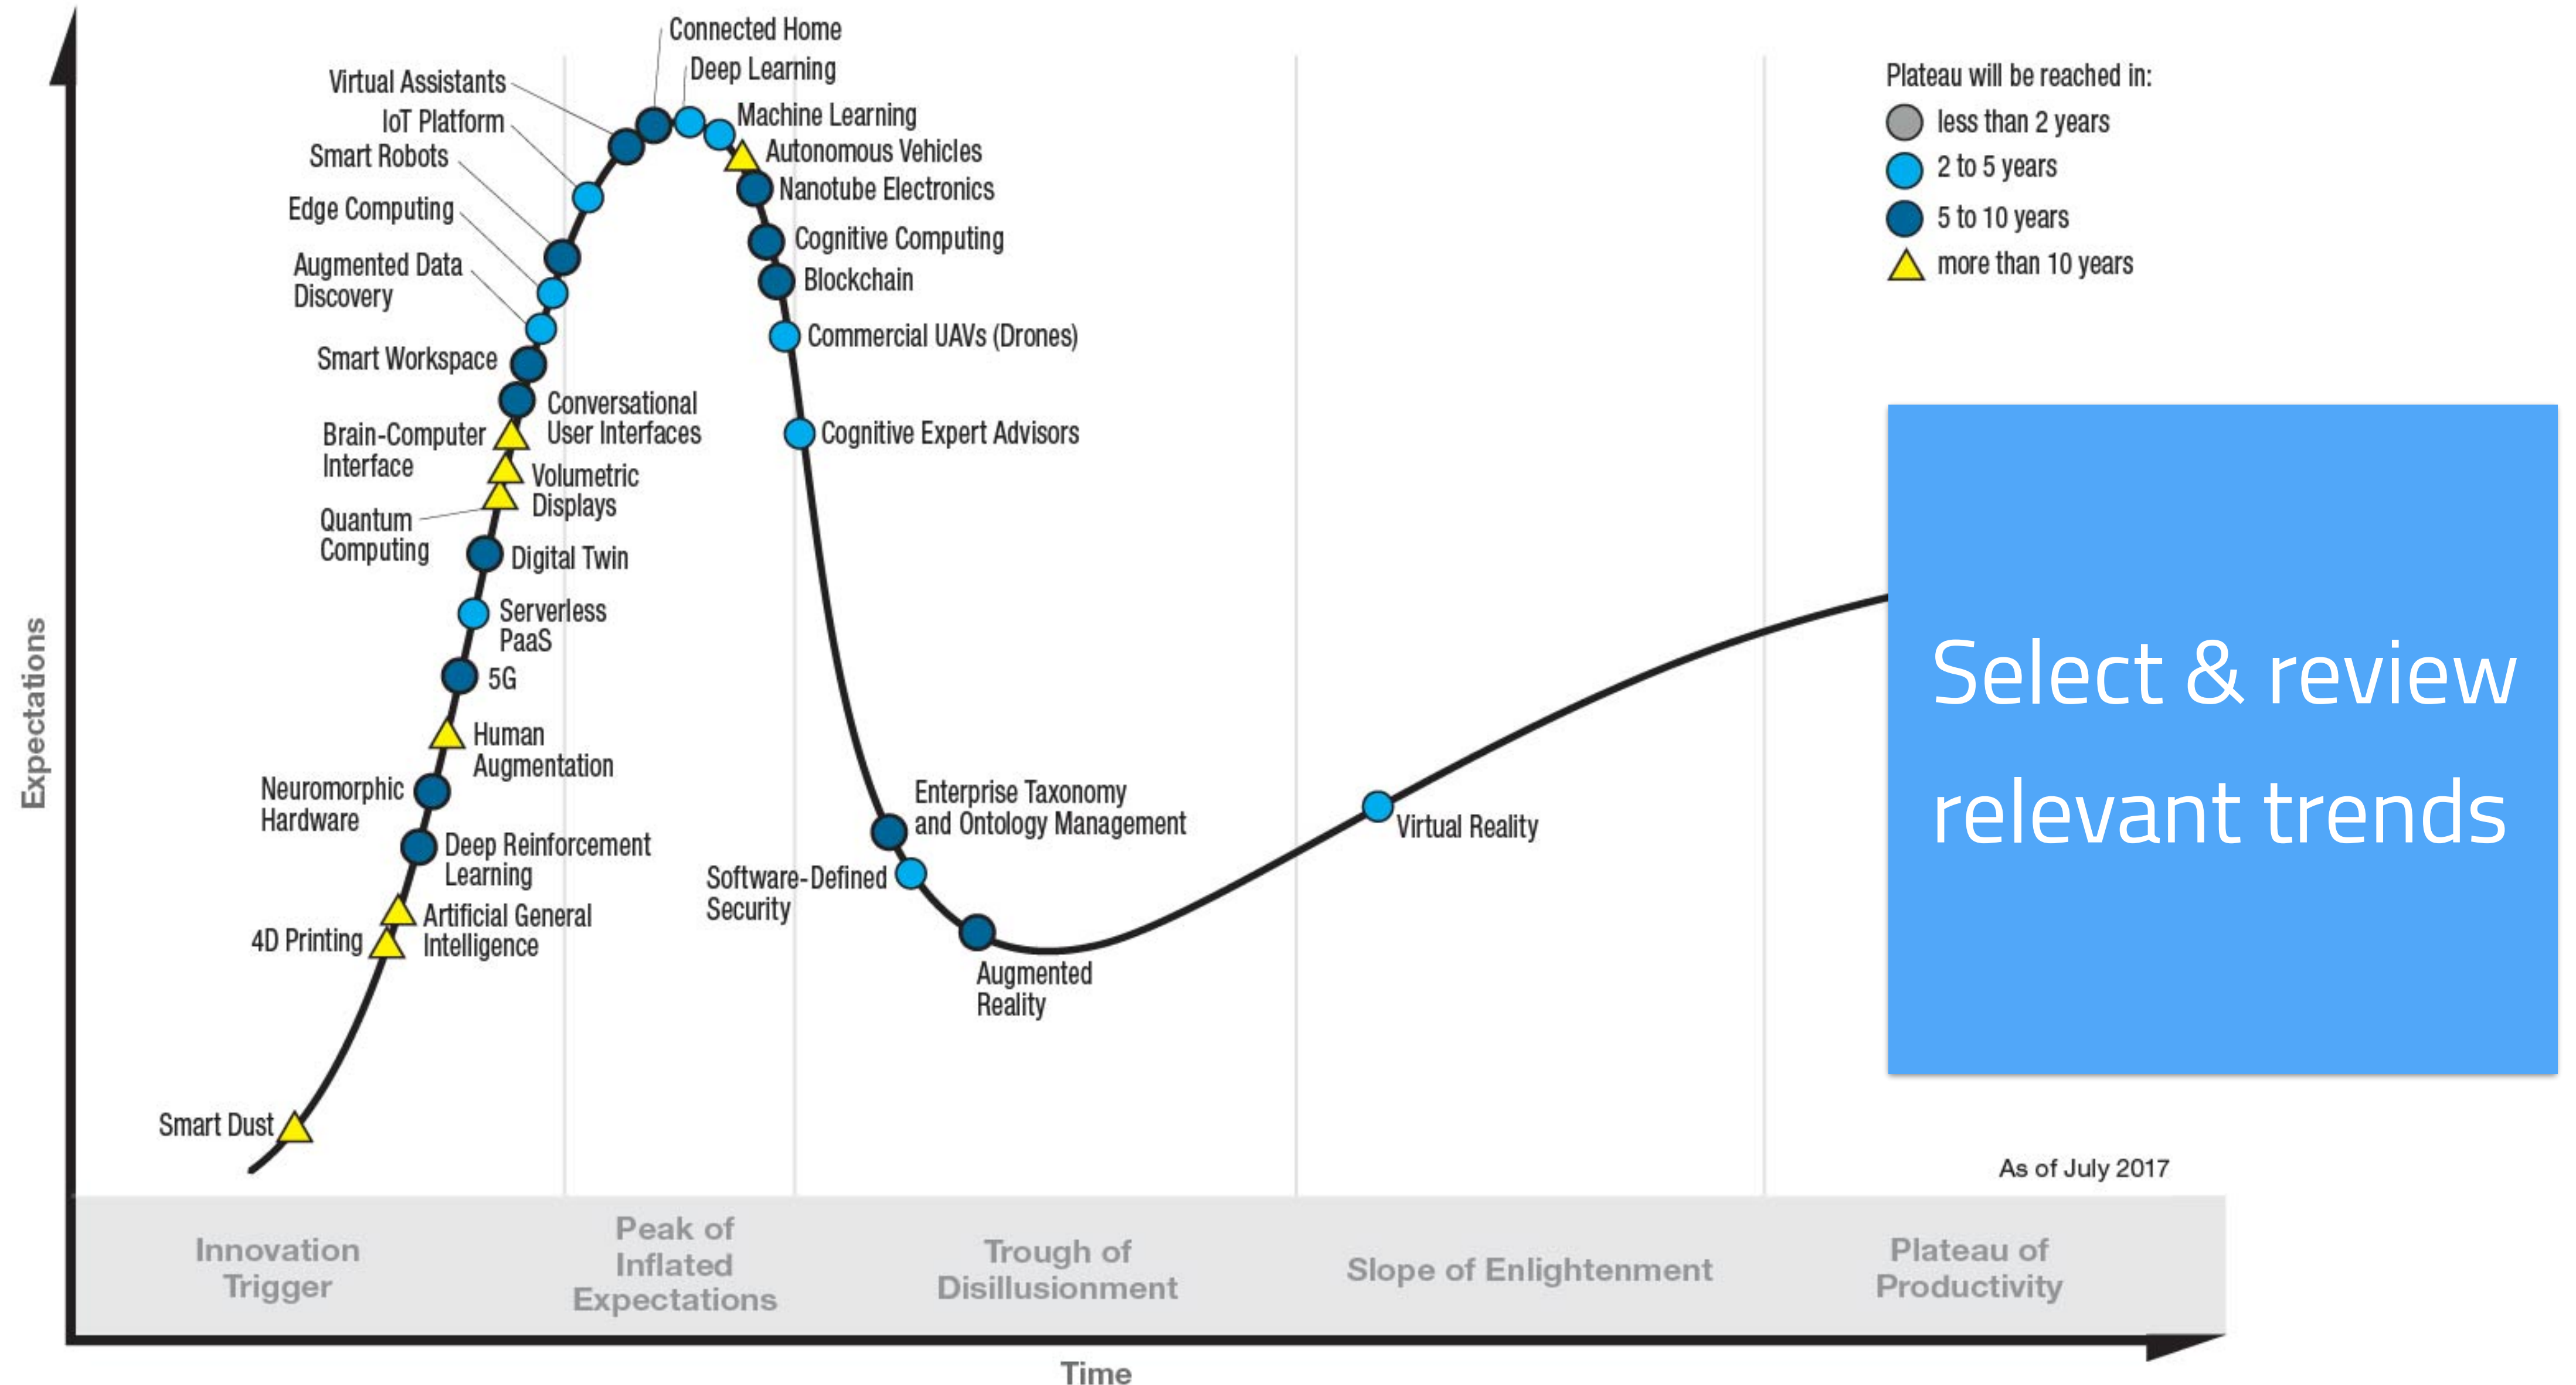 Connected Home
Deep Learning
Virtual Assistants
IoT Platform
Smart Robots
Edge Computing
Augmented Data
Discovery
Smart Workspace
Conversational
User Interfaces
Brain-Computer
Interface
Volumetric
Displays
Quantum
Computing
Digital Twin
Serverless
PaaS
5G
Human
Augmentation
Neuromorphic
Hardware
Deep Reinforcement
Learning
Artificial General
Intelligence
4D Printing
Smart Dust
Machine Learning
Autonomous Vehicles
Nanotube Electronics
Cognitive Computing
Blockchain
Commercial UAVs (Drones)
Cognitive Expert Advisors
Enterprise Taxonomy
and Ontology Management
Software-Defined
Security
Augmented
Reality
Virtual Reality
Plateau will be reached in:
less than 2 years
2 to 5 years
5 to 10 years
more than 10 years
Select & review
relevant trends
As of July 2017
Expectations
Innovation
Trigger
Peak of
Inflated
Expectations
Trough of
Disillusionment
Slope of Enlightenment
Plateau of
Productivity
Time